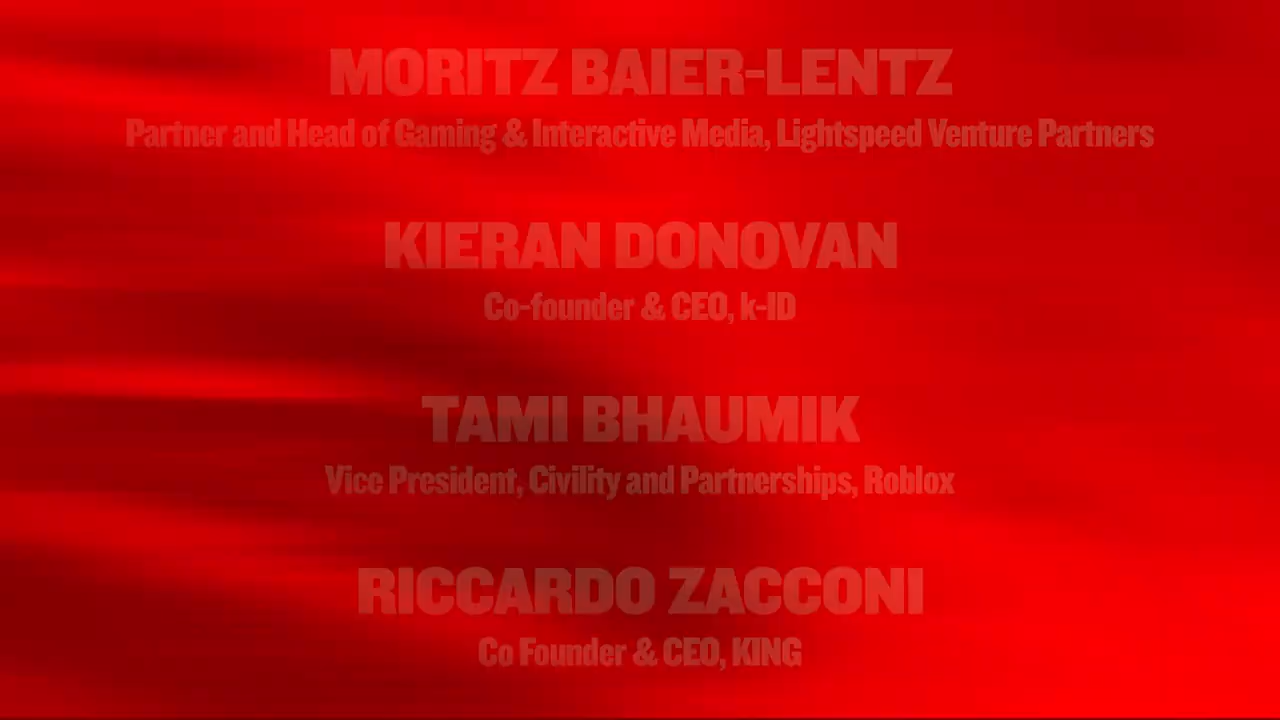 MORITZ BAIER-LENTZ
Partner and Head of Gaming & Interactive Media, Lightspeed Venture Partners
KIERAN DONOVAN
Co-founder & CEO, k-ID
TAMI BHAUMIK
Vice President, Civility and Partnerships, Roblox
RICCARDO ZACCONI
Co Founder & CEO, KING